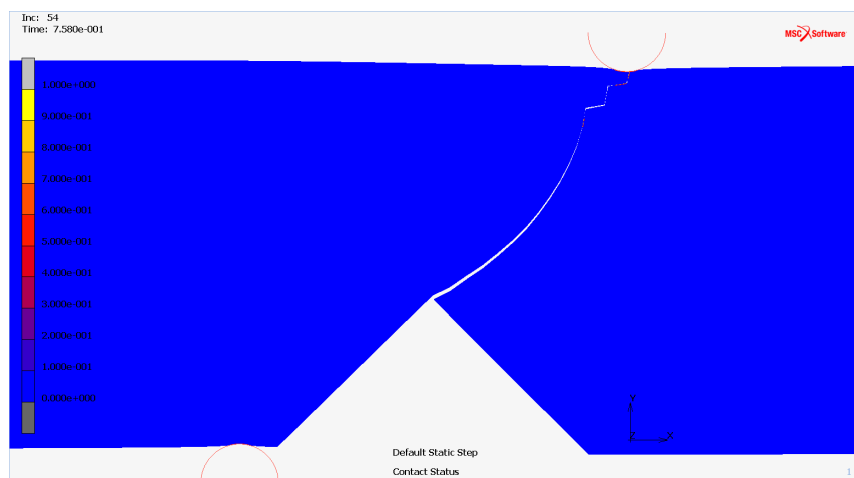 Inc: 54
Time: 7.580e-001
MSC Software
1.000e+000
9.000e-001
8.000e-001
7.000e-001
6.000e-001
5.000e-001
4.000e-001
3.000e-001
2.000e-001
1.000e-001
0.000e+000
Y
Z X
Default Static Step
Contact Status
1